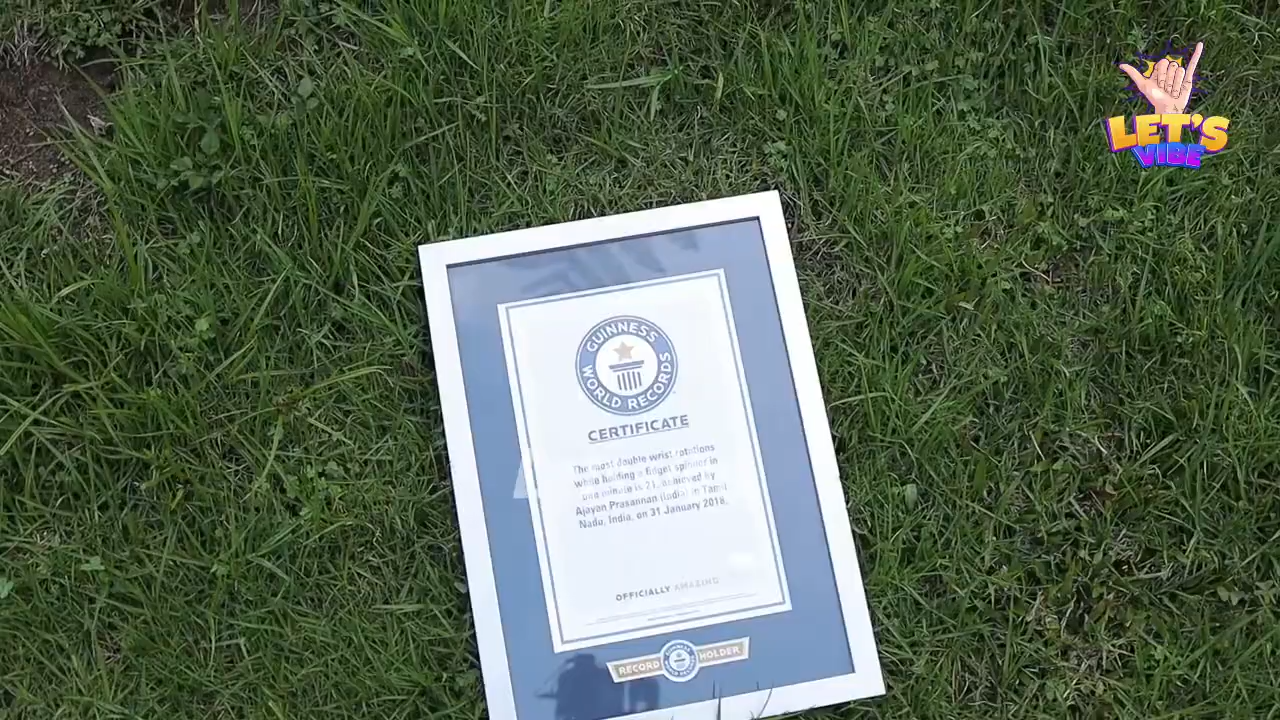 LET'S
VIBE
GUINNESS
WORLD RECORDS
CERTIFICATE
The most double wrist rotations
while holding a fidget spinner in
one minute is 21, achieved by
Ajayan Prasannan (India) in Tamil
Nadu, India, on 31 January 2018.
OFFICIALLY AMAZING
RECORD HOLDER